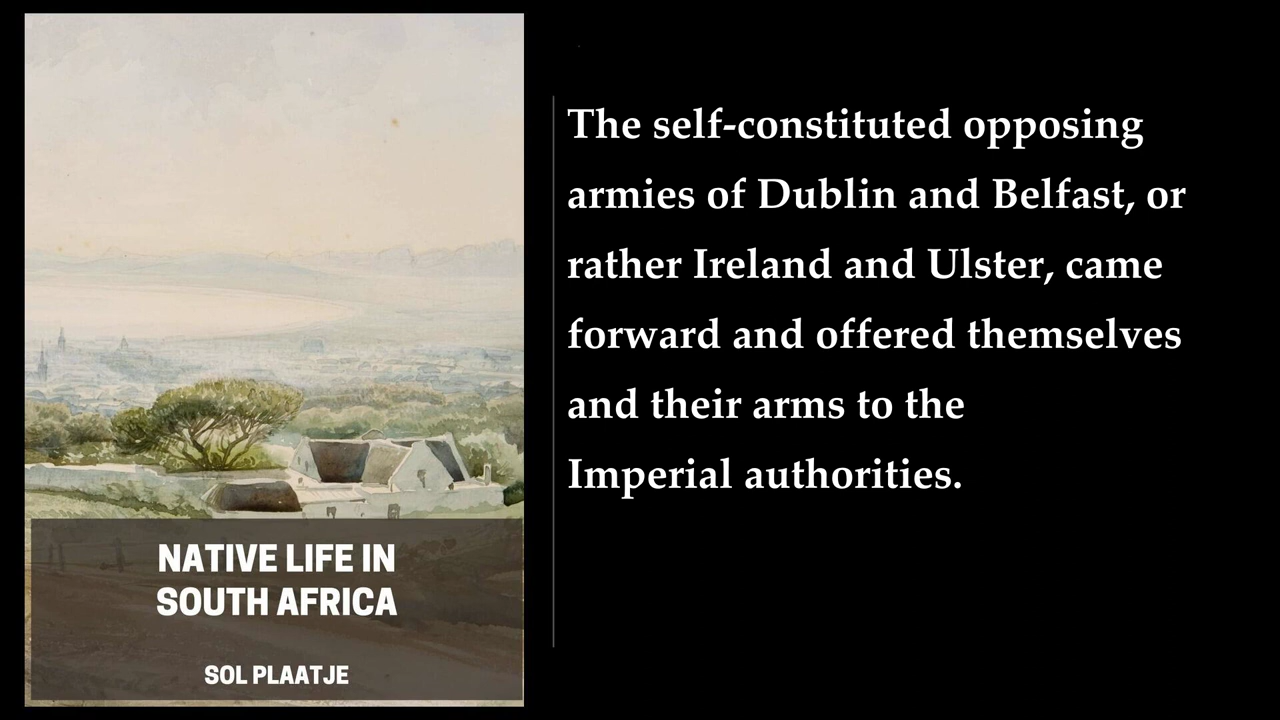 NATIVE LIFE IN
SOUTH AFRICA
SOL PLAATJE
The self-constituted opposing
armies of Dublin and Belfast, or
rather Ireland and Ulster, came
forward and offered themselves
and their arms to the
Imperial authorities.